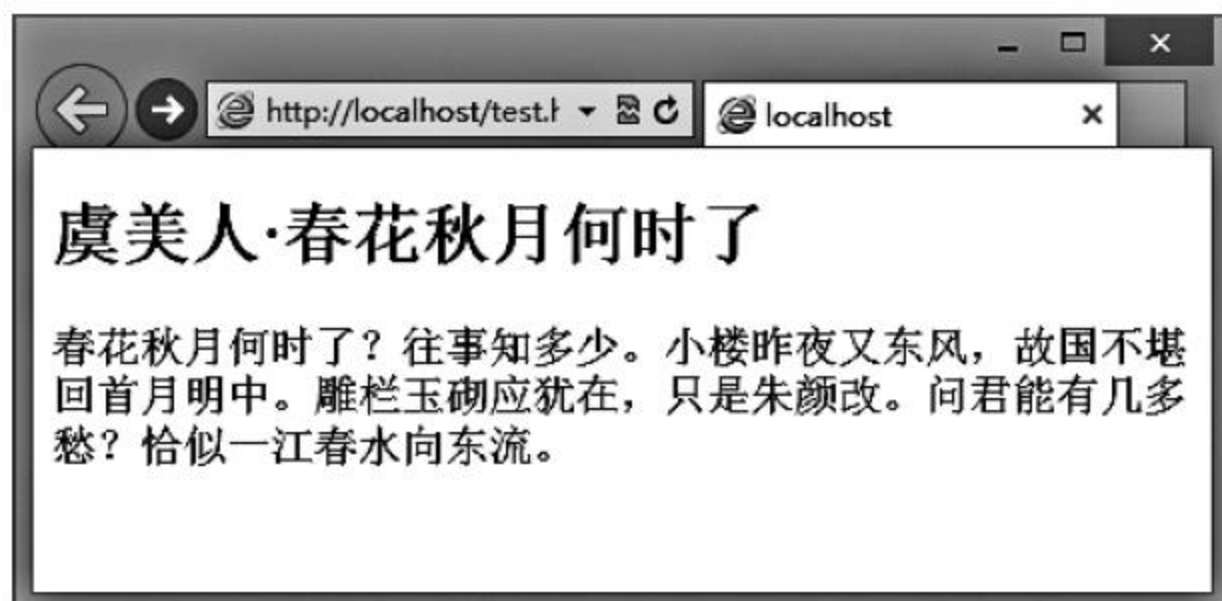 http://localhost/test.h
localhost
虞美人·春花秋月何时了
春花秋月何时了？往事知多少。小楼昨夜又东风，故国不堪
回首月明中。雕栏玉砌应犹在，只是朱颜改。问君能有几多
愁？恰似一江春水向东流。